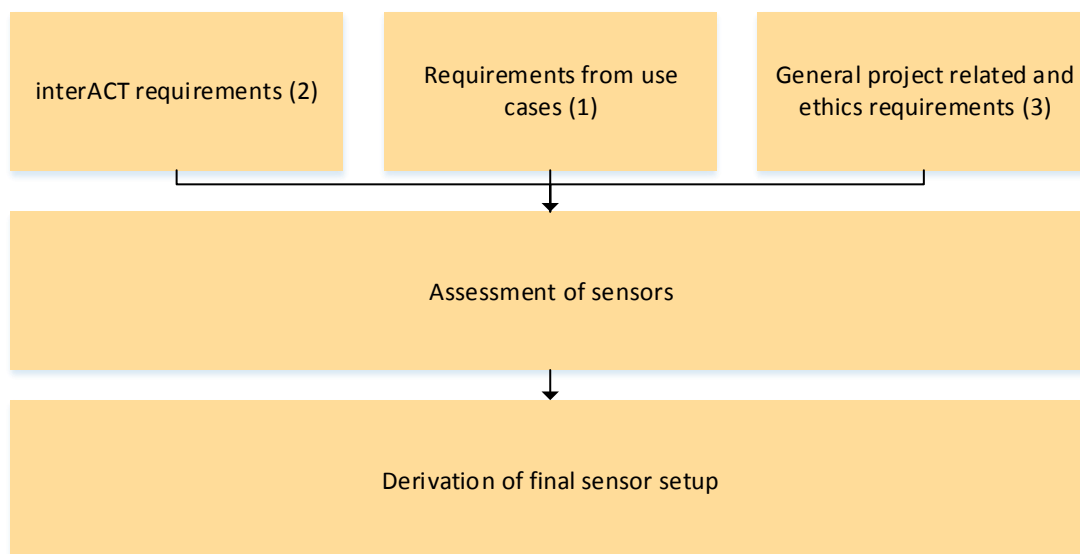 interACT requirements (2)
Requirements from use
cases (1)
General project related and
ethics requirements (3)
Assessment of sensors
Derivation of final sensor setup